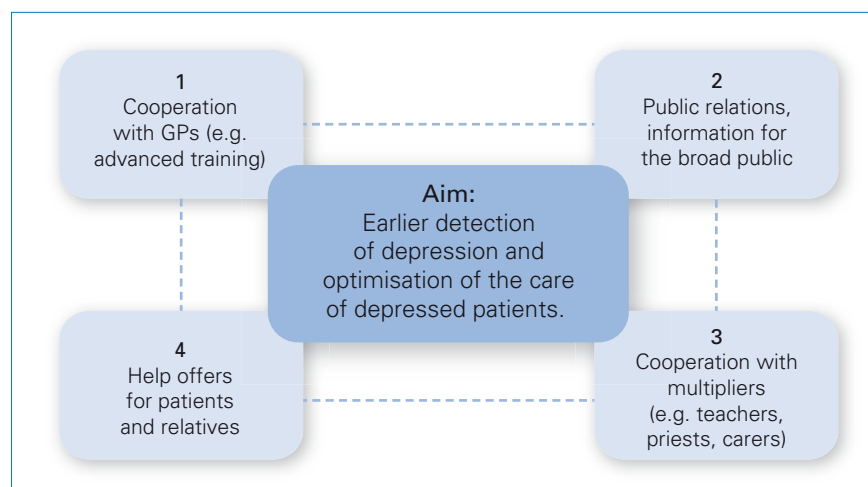 1
Cooperation
with GPs (e.g.
advanced training)
2
Public relations,
information for
the broad public
Aim:
Earlier detection
of depression and
optimisation of the care
of depressed patients.
4
Help offers
for patients
and relatives
3
Cooperation with
multipliers
(e.g. teachers,
priests, carers)